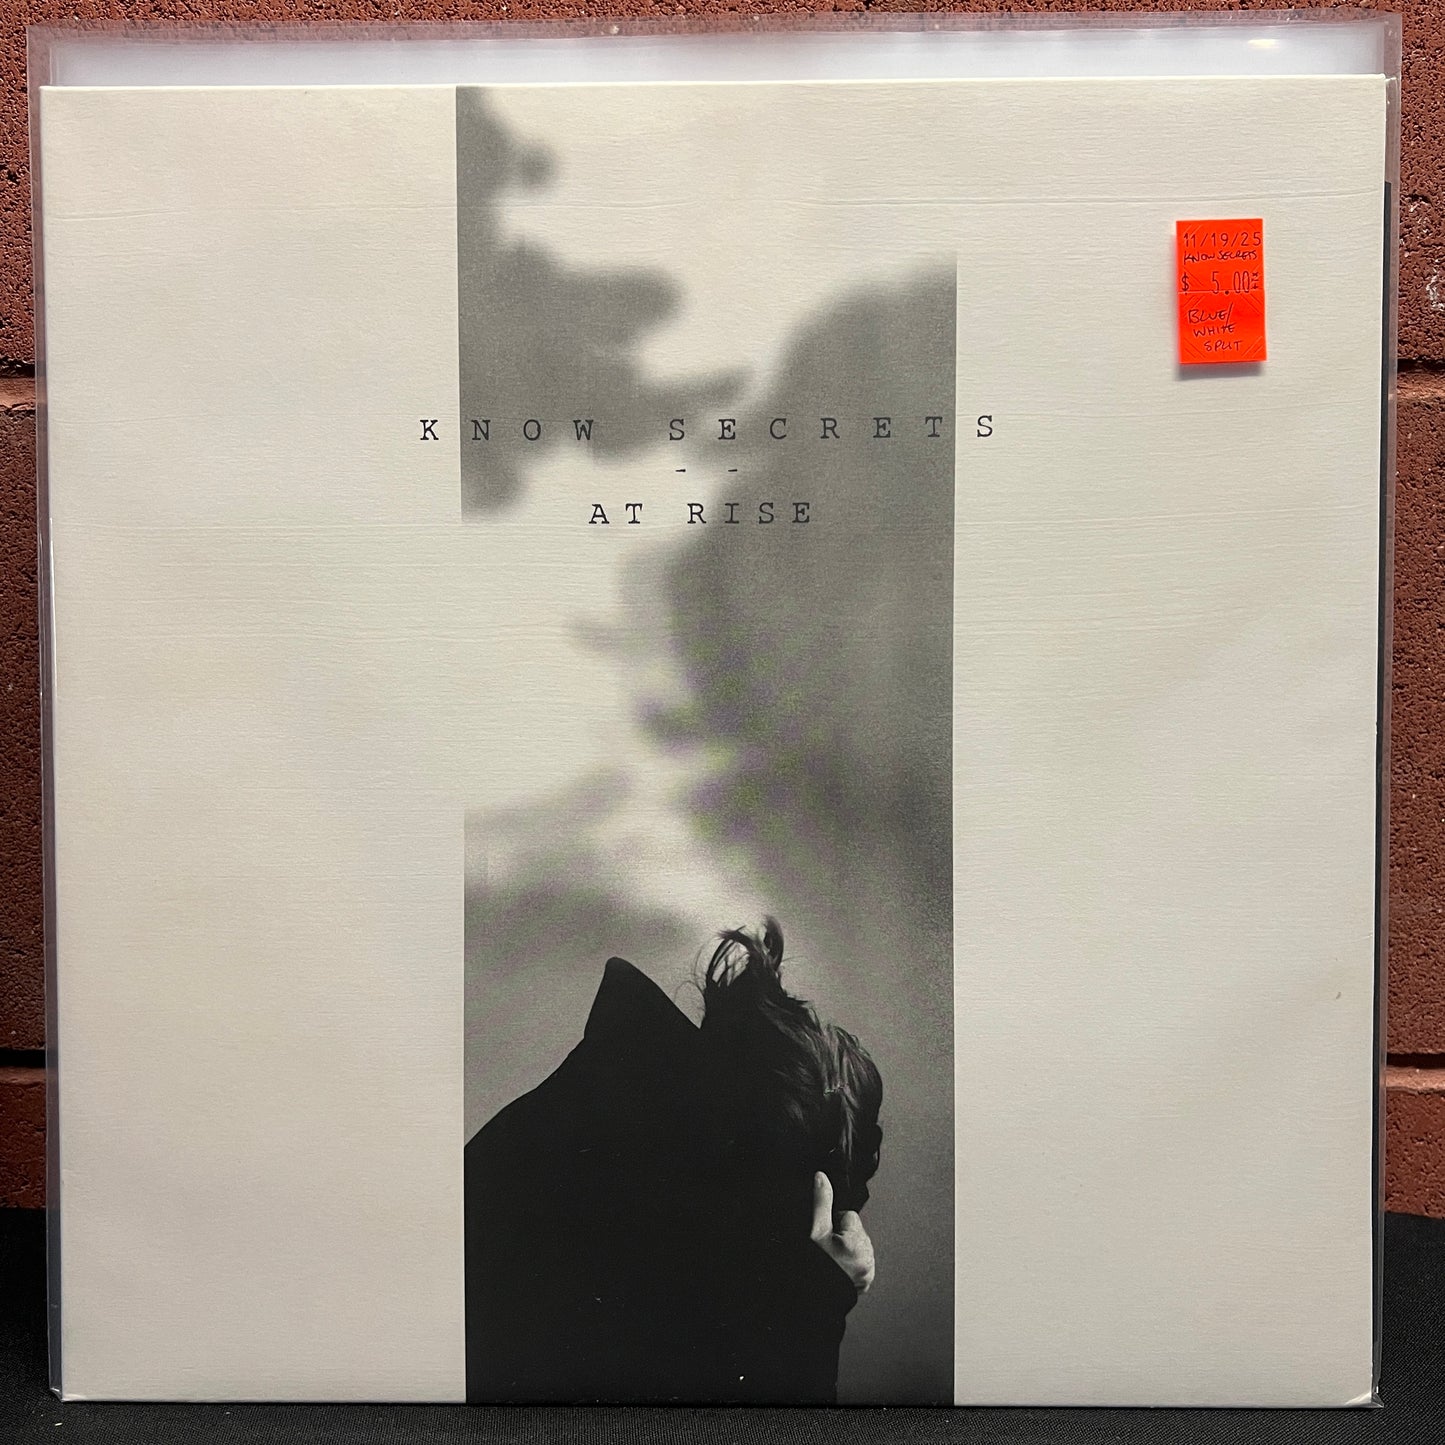 11/19/25
KNOW SECRETS
$ 5.00
BLUE/
WHITE
SPLIT
KNOW SECRETS
--
AT RISE